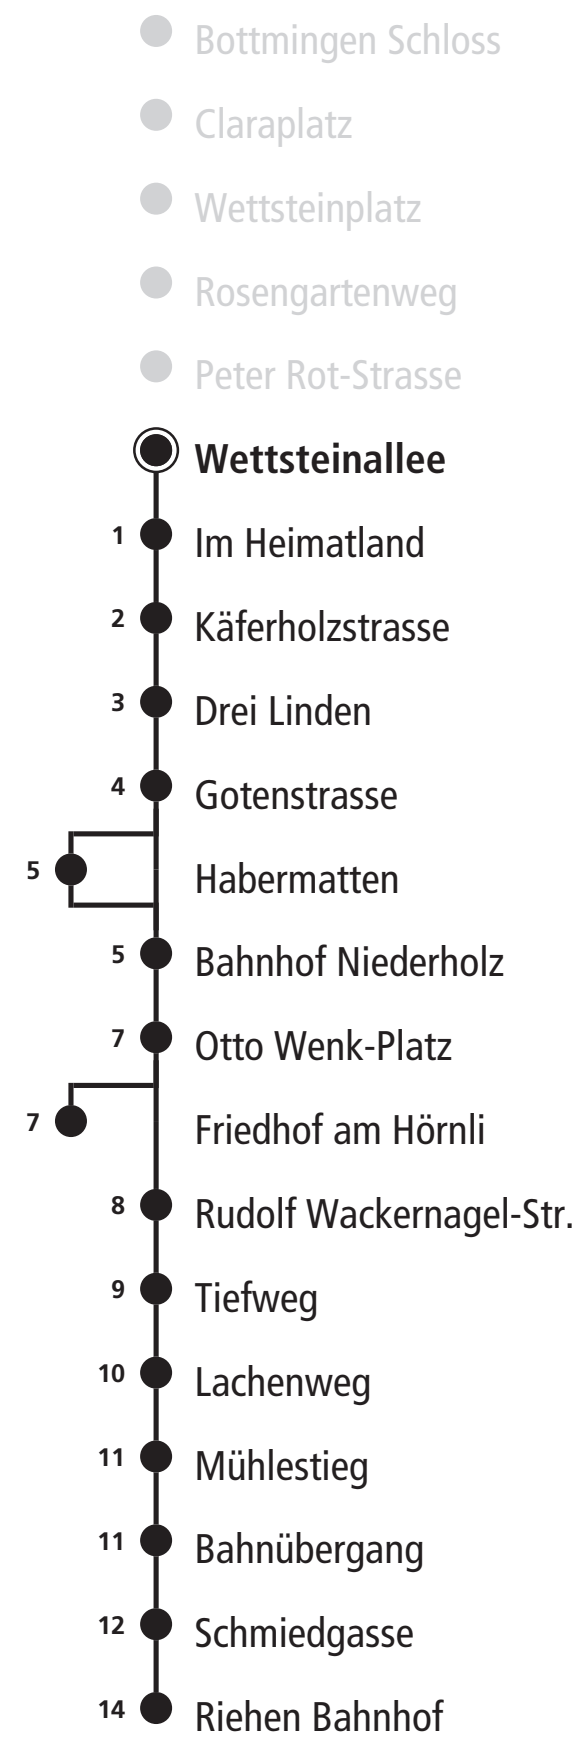 Bottmingen Schloss
Claraplatz
Wettsteinplatz
Rosengartenweg
Peter Rot-Strasse
Wettsteinallee
1 Im Heimatland
2 Käferholzstrasse
3 Drei Linden
4 Gotenstrasse
5 Habermatten
5 Bahnhof Niederholz
7 Otto Wenk-Platz
7 Friedhof am Hörnli
8 Rudolf Wackernagel-Str.
9 Tiefweg
10 Lachenweg
11 Mühlestieg
11 Bahnübergang
12 Schmiedgasse
14 Riehen Bahnhof